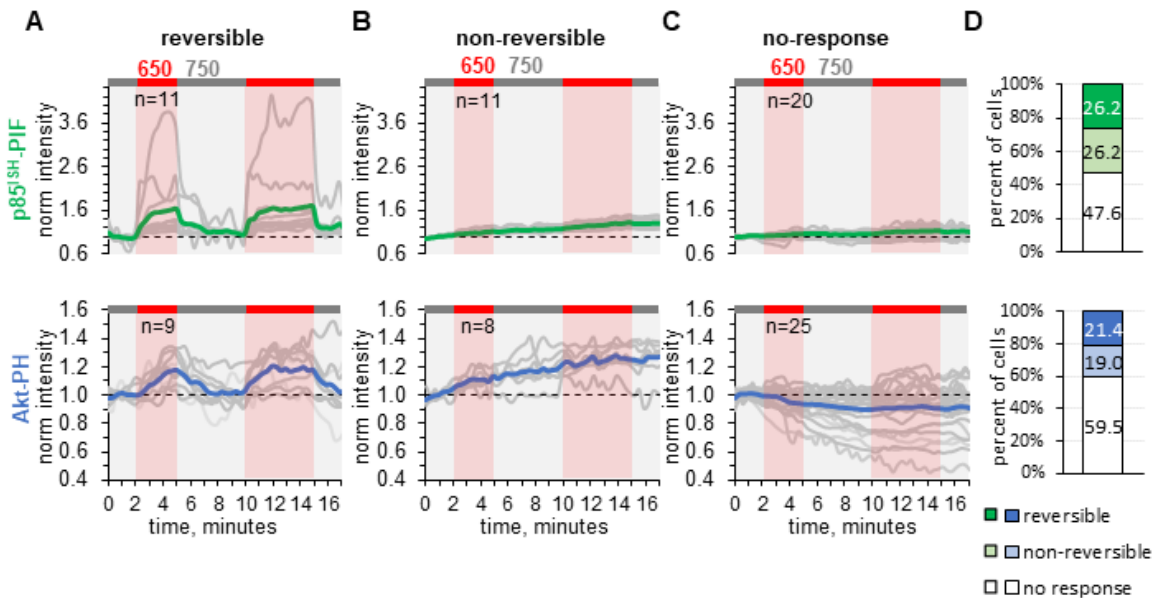 A
B
C
D
reversible
non-reversible
no-response
650 750
650 750
650 750
p85ISH-PIF
norm intensity
3.6
2.6
1.6
0.6
n=11
norm intensity
3.6
2.6
1.6
0.6
n=11
norm intensity
3.6
2.6
1.6
0.6
n=20
percent of cells
100%
80%
60%
40%
20%
0%
26.2
26.2
47.6
Akt-PH
norm intensity
1.6
1.4
1.2
1.0
0.8
0.6
0.4
n=9
0 2 4 6 8 10 12 14 16
time, minutes
norm intensity
1.6
1.4
1.2
1.0
0.8
0.6
0.4
n=8
0 2 4 6 8 10 12 14 16
time, minutes
norm intensity
1.6
1.4
1.2
1.0
0.8
0.6
0.4
n=25
0 2 4 6 8 10 12 14 16
time, minutes
percent of cells
100%
80%
60%
40%
20%
0%
21.4
19.0
59.5
reversible
non-reversible
no response